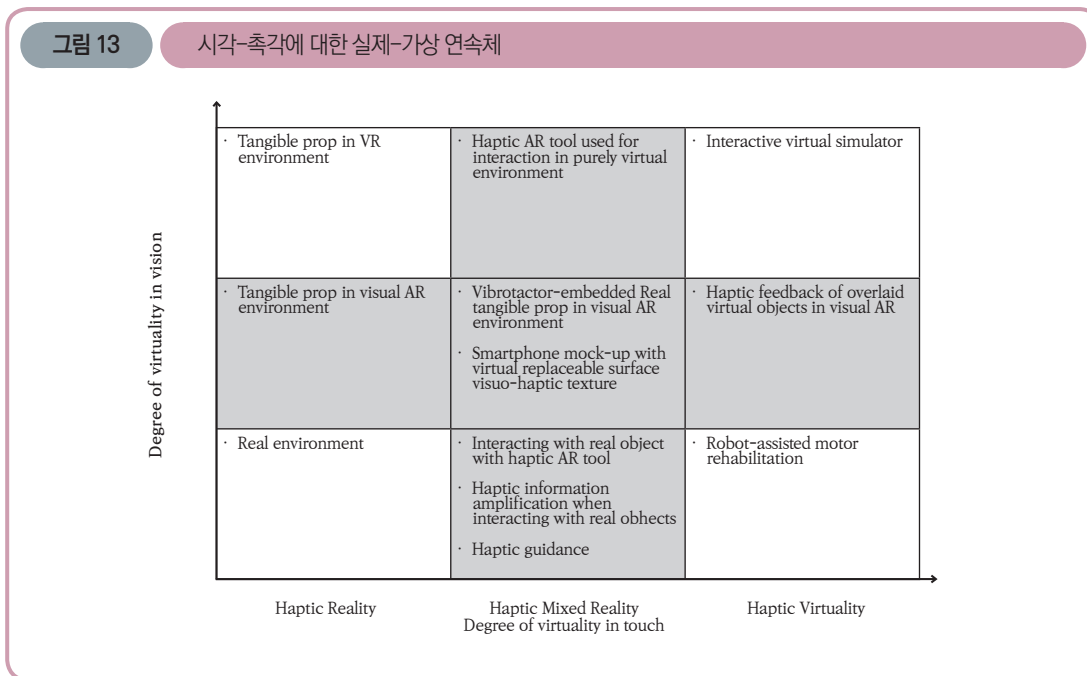 그림 13
시각-촉각에 대한 실제-가상 연속체
Degree of virtuality in vision
· Tangible prop in VR
environment
· Haptic AR tool used for
interaction in purely virtual
environment
· Interactive virtual simulator
· Tangible prop in visual AR
environment
· Vibrotactor-embedded Real
tangible prop in visual AR
environment
· Smartphone mock-up with
virtual replaceable surface
visuo-haptic texture
· Haptic feedback of overlaid
virtual objects in visual AR
· Real environment
· Interacting with real object
with haptic AR tool
· Haptic information
amplification when
interacting with real obhects
· Haptic guidance
· Robot-assisted motor
rehabilitation
Haptic Reality
Haptic Mixed Reality
Haptic Virtuality
Degree of virtuality in touch